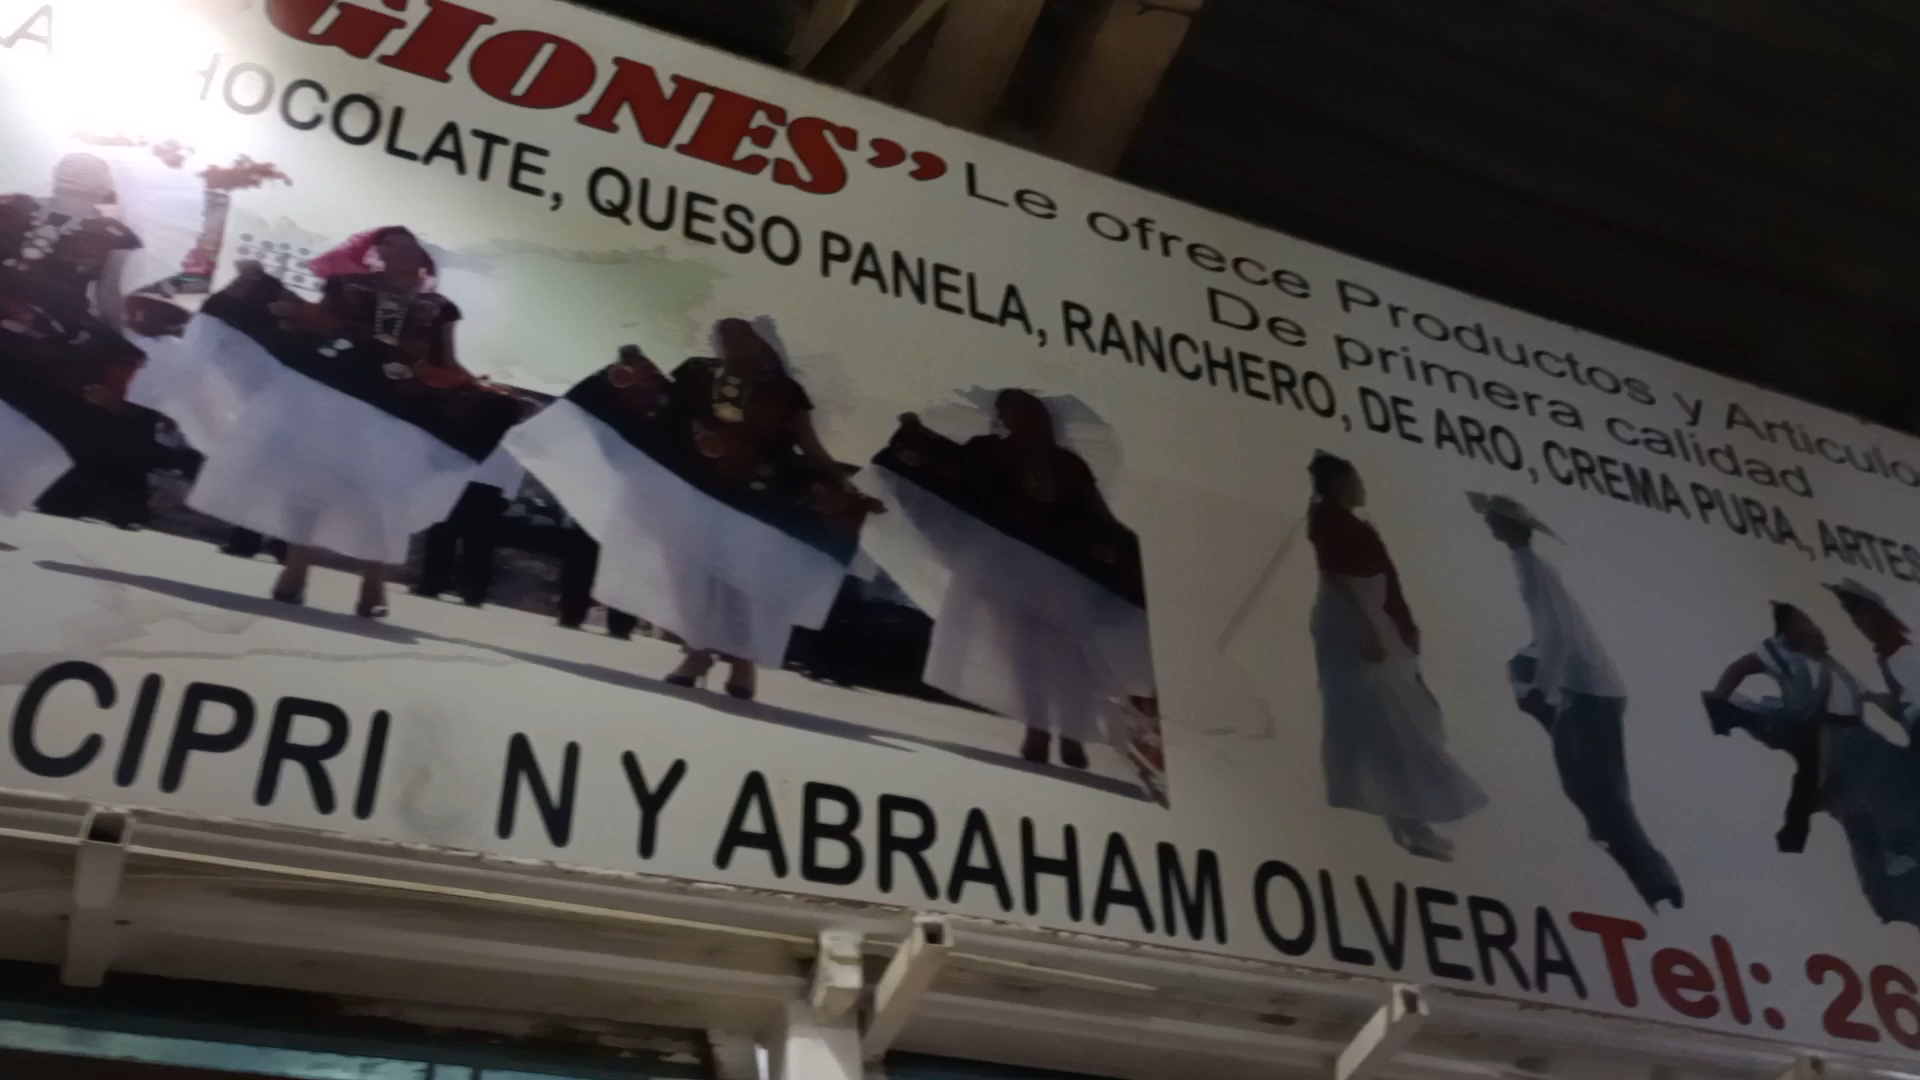 GIONES” Le ofrece Productos y Articulo
De primera calidad
HOCOLATE, QUESO PANELA, RANCHERO, DE ARO, CREMA PURA, ARTES
CIPRI N Y ABRAHAM OLVERA Tel: 26